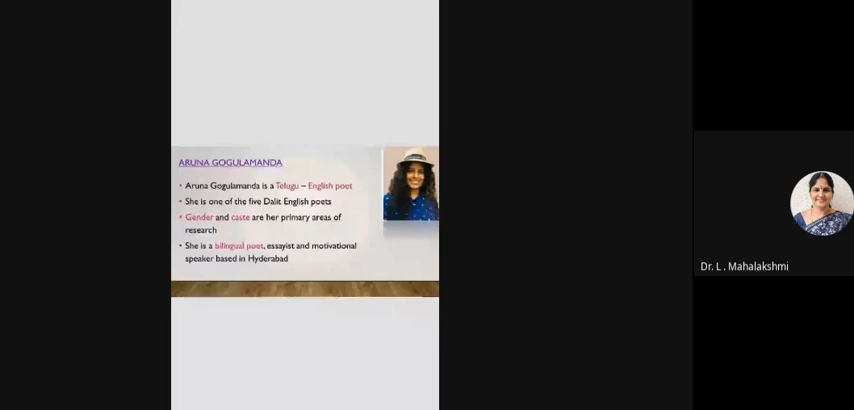 ARUNA GOGULAMANDA
• Aruna Gogulamanda is a Telugu – English poet
• She is one of the five Dalit English poets
• Gender and caste are her primary areas of
research
• She is a bilingual poet, essayist and motivational
speaker based in Hyderabad
Dr. L . Mahalakshmi